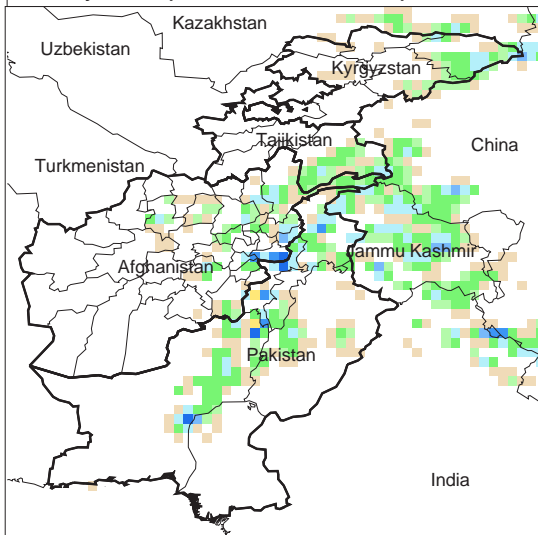 Kazakhstan
Uzbekistan
Kyrgyzstan
Tajikistan
China
Turkmenistan
Jammu Kashmir
Afghanistan
Pakistan
India